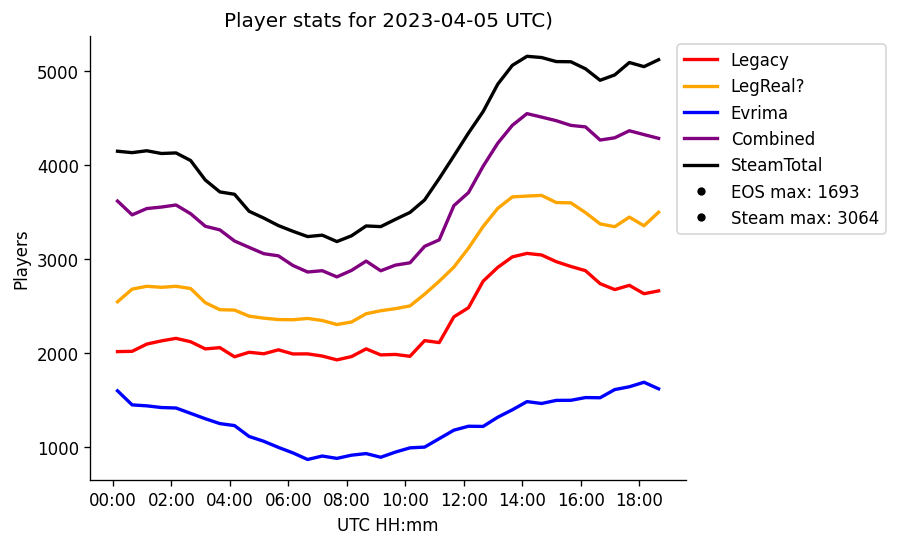 Player stats for 2023-04-05 UTC)
Legacy
LegReal?
Evrima
Combined
SteamTotal
EOS max: 1693
Steam max: 3064
Players
5000
4000
3000
2000
1000
00:00 02:00 04:00 06:00 08:00 10:00 12:00 14:00 16:00 18:00
UTC HH:mm